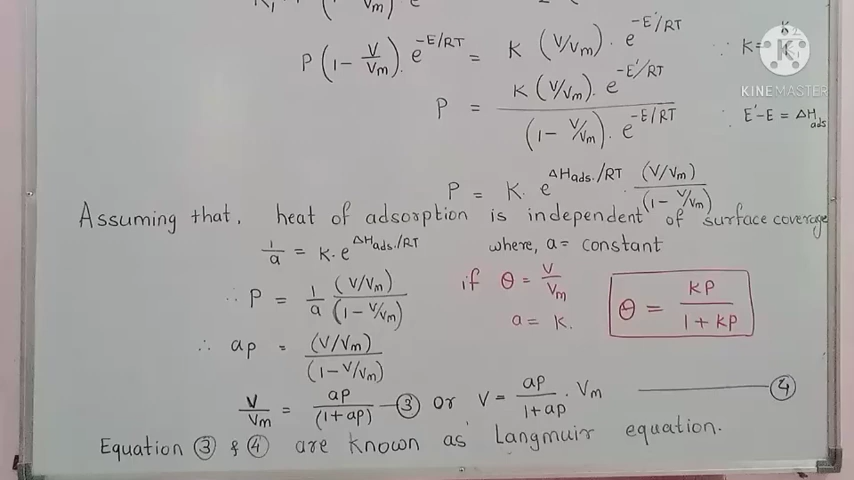 K₁ ... (1 - V/Vm) e
P(1 - V/Vm). e^-E/RT = K (V/Vm). e^-E'/RT ∵ K = K₂/K₁
KINEMASTER
P = K(V/Vm). e^-E'/RT / (1 - V/Vm). e^-E/RT ∵ E' - E = ΔHads
P = K. e^ΔHads./RT . (V/Vm) / (1 - V/Vm)
Assuming that, heat of adsorption is independent of surface coverage
1/a = K. e^ΔHads./RT where, a = constant
∴ P = 1/a (V/Vm) / (1 - V/Vm) if θ = V/Vm
a = K. θ = KP / 1 + KP
∴ ap = (V/Vm) / (1 - V/Vm)
V/Vm = ap / (1 + ap) — ③ or V = ap / 1 + ap . Vm — ④
Equation ③ & ④ are known as Langmuir equation.